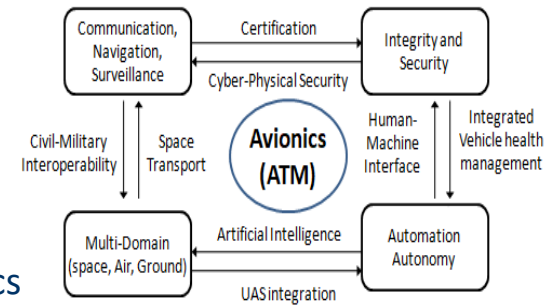 Communication,
Navigation,
Surveillance
Certification
Cyber-Physical Security
Integrity and
Security
Civil-Military
Interoperability
Space
Transport
Avionics
(ATM)
Human-
Machine
Interface
Integrated
Vehicle health
management
Multi-Domain
(space, Air, Ground)
Artificial Intelligence
UAS integration
Automation
Autonomy
cs